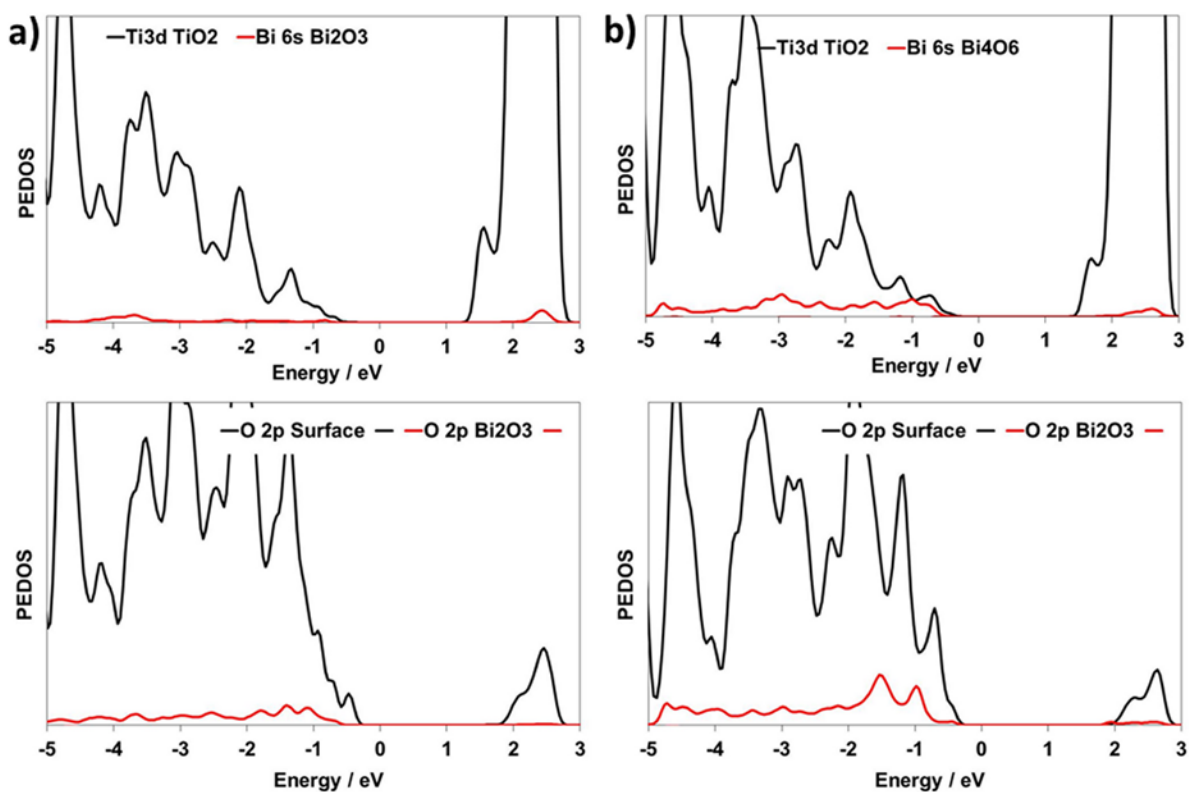 a)
Ti3d TiO2 Bi 6s Bi2O3
PEDOS
-5 -4 -3 -2 -1 0 1 2 3
Energy / eV
b)
Ti3d TiO2 Bi 6s Bi4O6
PEDOS
-5 -4 -3 -2 -1 0 1 2 3
Energy / eV
O 2p Surface O 2p Bi2O3
PEDOS
-5 -4 -3 -2 -1 0 1 2 3
Energy / eV
O 2p Surface O 2p Bi2O3
PEDOS
-5 -4 -3 -2 -1 0 1 2 3
Energy / eV